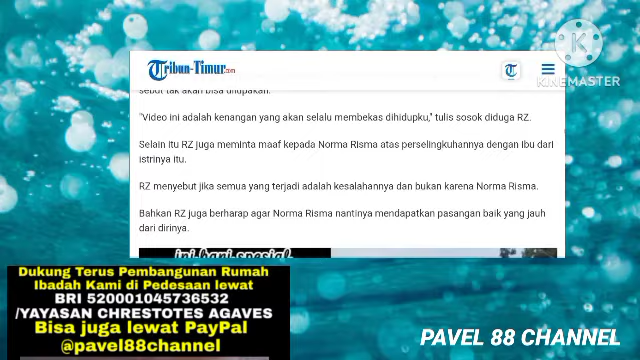 Tribun-Timur.com
KINEMASTER
sebut tak akan bisa dilupakan.
"Video ini adalah kenangan yang akan selalu membekas dihidupku," tulis sosok diduga RZ.
Selain itu RZ juga meminta maaf kepada Norma Risma atas perselingkuhannya dengan Ibu dari
istrinya itu.
RZ menyebut jika semua yang terjadi adalah kesalahannya dan bukan karena Norma Risma.
Bahkan RZ juga berharap agar Norma Risma nantinya mendapatkan pasangan baik yang jauh
dari dirinya.
ini hari spesial
Dukung Terus Pembangunan Rumah
Ibadah Kami di Pedesaan lewat
BRI 520001045736532
/YAYASAN CHRESTOTES AGAVES
Bisa juga lewat PayPal
@pavel88channel
PAVEL 88 CHANNEL